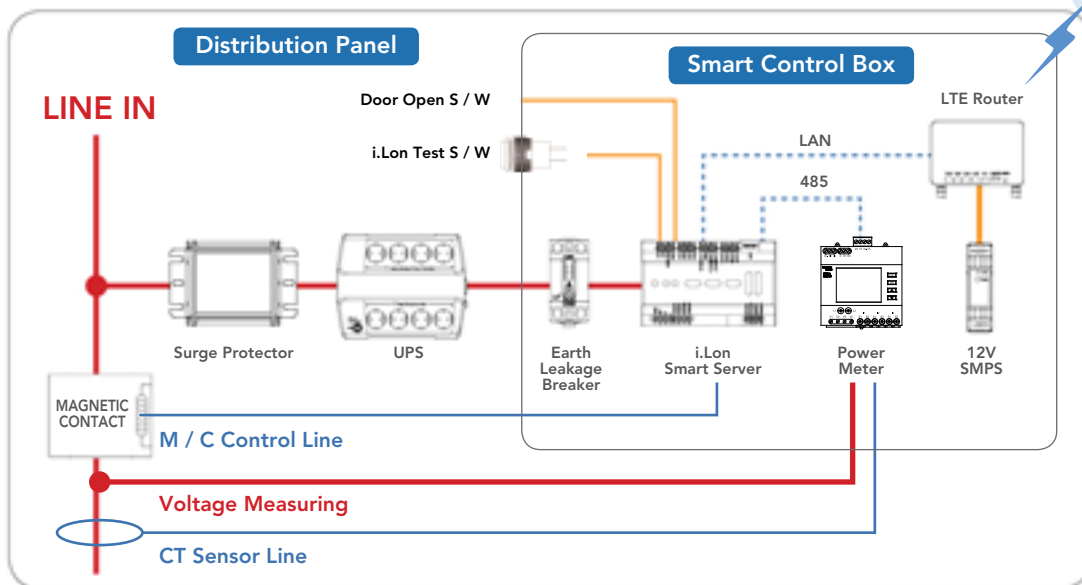 Distribution Panel
Smart Control Box
LINE IN
Door Open S / W
i.Lon Test S / W
LTE Router
LAN
485
Surge Protector
UPS
Earth
Leakage
Breaker
i.Lon
Smart Server
Power
Meter
12V
SMPS
MAGNETIC
CONTACT
M / C Control Line
Voltage Measuring
CT Sensor Line